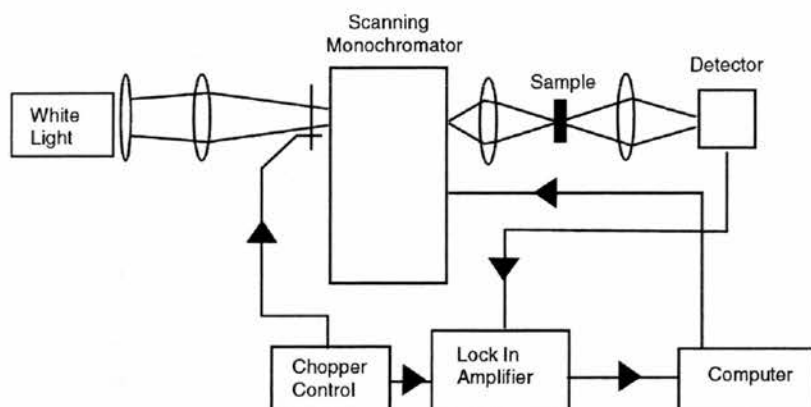 Scanning
Monochromator
Sample
Detector
White
Light
Chopper
Control
Lock In
Amplifier
Computer